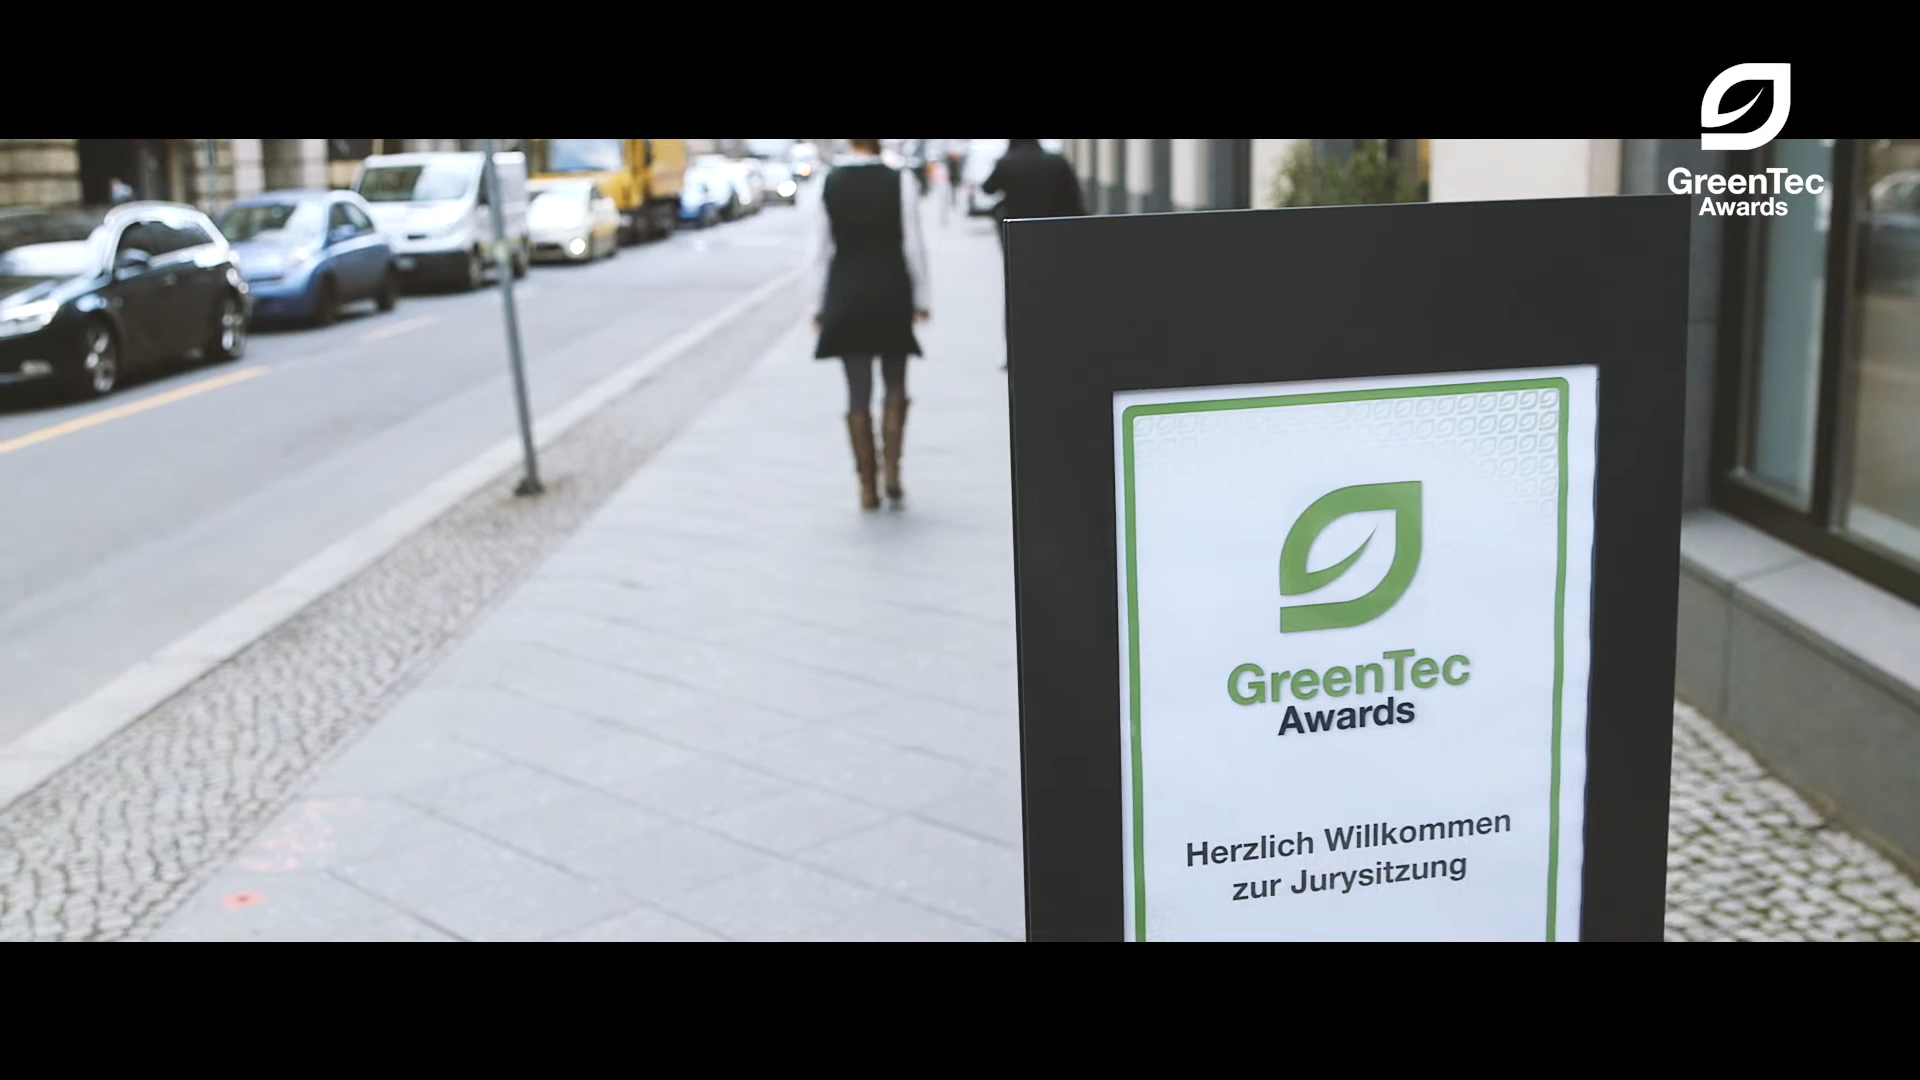 GreenTec
Awards
GreenTec
Awards
Herzlich Willkommen
zur Jurysitzung